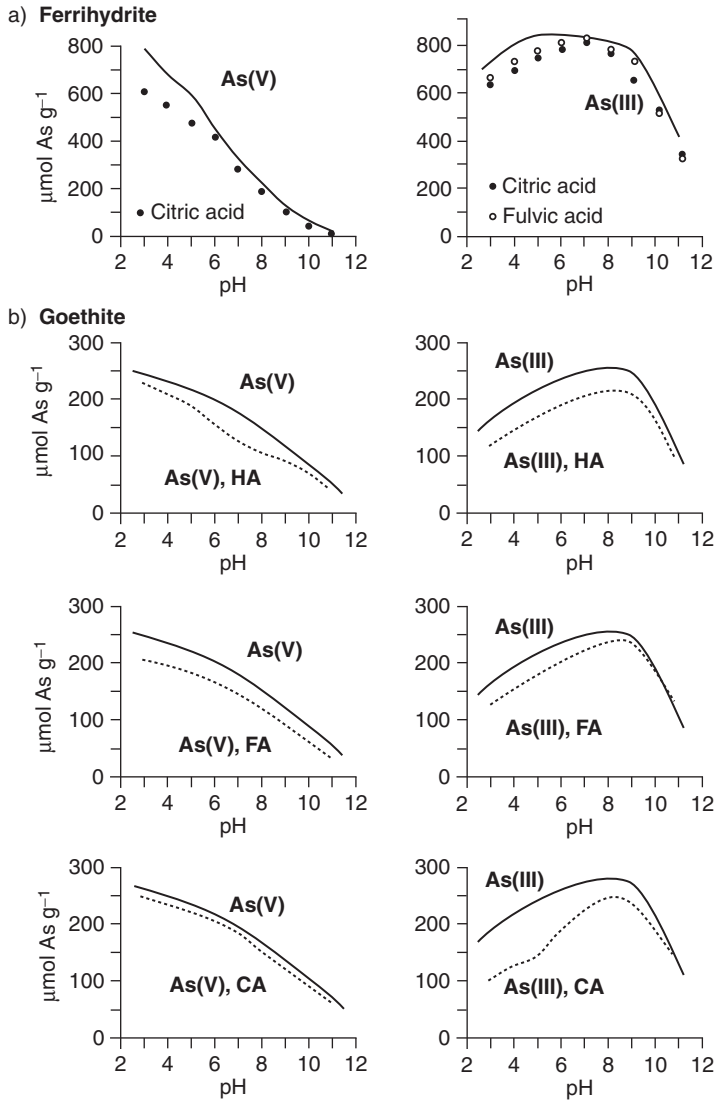 a) Ferrihydrite
μmol As g⁻¹
800
600
400
200
0
As(V)
Citric acid
2 4 6 8 10 12
pH
800
600
400
200
0
As(III)
Citric acid
Fulvic acid
2 4 6 8 10 12
pH
b) Goethite
μmol As g⁻¹
300
200
100
0
As(V)
As(V), HA
2 4 6 8 10 12
pH
300
200
100
0
As(III)
As(III), HA
2 4 6 8 10 12
pH
μmol As g⁻¹
300
200
100
0
As(V)
As(V), FA
2 4 6 8 10 12
pH
300
200
100
0
As(III)
As(III), FA
2 4 6 8 10 12
pH
μmol As g⁻¹
300
200
100
0
As(V)
As(V), CA
2 4 6 8 10 12
pH
300
200
100
0
As(III)
As(III), CA
2 4 6 8 10 12
pH